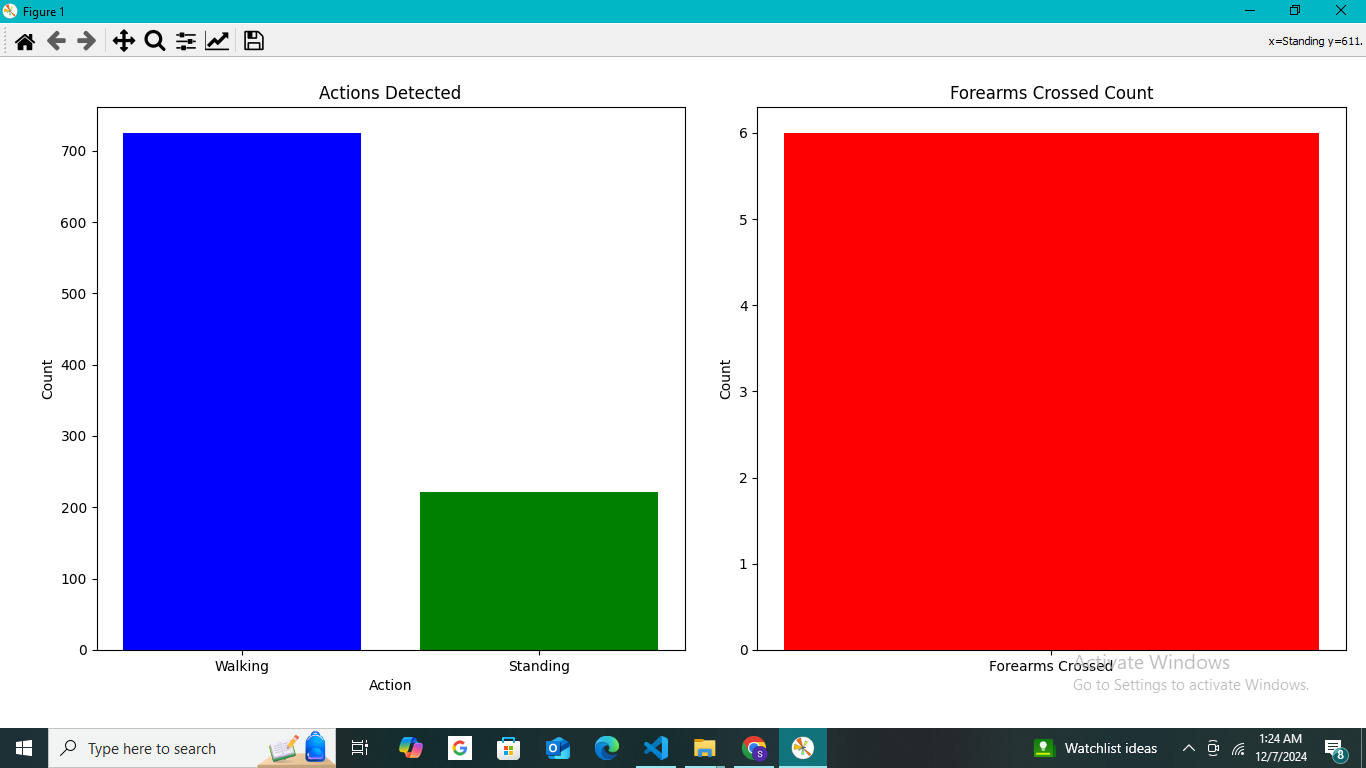 Figure 1
x=Standing y=611.
Actions Detected
Forearms Crossed Count
700
600
500
400
300
200
100
0
Count
Walking
Standing
Action
6
5
4
3
2
1
0
Count
Forearms Crossed
Activate Windows
Go to Settings to activate Windows.
Type here to search
G
S
Watchlist ideas
1:24 AM
12/7/2024
8